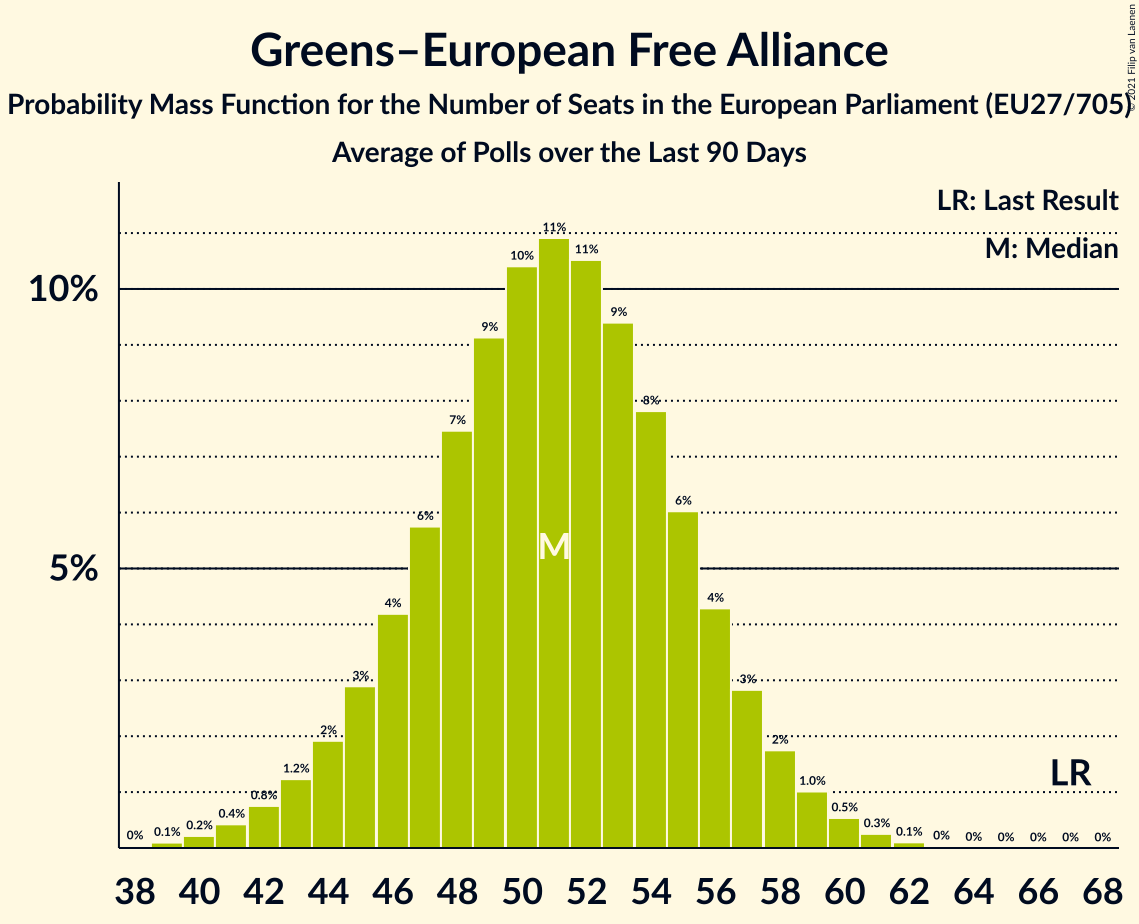 Greens–European Free Alliance
Probability Mass Function for the Number of Seats in the European Parliament (EU27/705)
Average of Polls over the Last 90 Days
© 2021 Filip van Laenen
LR: Last Result
M: Median
10%
5%
0% 0.1% 0.2% 0.4% 0.8% 1.2% 2% 3% 4% 6% 7% 9% 10% 11% 11% 9% 8% 6% 4% 3% 2% 1.0% 0.5% 0.3% 0.1% 0% 0% 0% 0% 0% 0%
M
LR
38 40 42 44 46 48 50 52 54 56 58 60 62 64 66 68